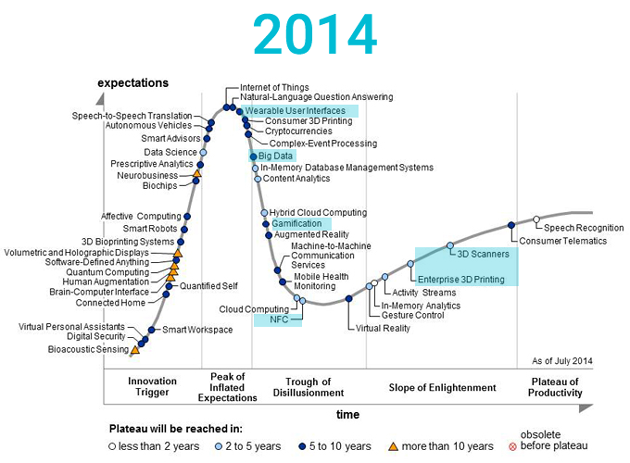 2014
expectations
Internet of Things
Natural-Language Question Answering
Wearable User Interfaces
Speech-to-Speech Translation
Consumer 3D Printing
Autonomous Vehicles
Cryptocurrencies
Smart Advisors
Complex-Event Processing
Data Science
Big Data
Prescriptive Analytics
In-Memory Database Management Systems
Neurobusiness
Content Analytics
Biochips
Affective Computing
Hybrid Cloud Computing
Smart Robots
Gamification
3D Bioprinting Systems
Augmented Reality
Volumetric and Holographic Displays
Machine-to-Machine
Communication
Services
Software-Defined Anything
Quantum Computing
Human Augmentation
Mobile Health
Monitoring
Brain-Computer Interface
Quantified Self
Connected Home
Cloud Computing
NFC
Virtual Reality
Gesture Control
In-Memory Analytics
Activity Streams
Enterprise 3D Printing
3D Scanners
Consumer Telematics
Speech Recognition
Virtual Personal Assistants
Smart Workspace
Digital Security
Bioacoustic Sensing
As of July 2014
Innovation
Trigger
Peak of
Inflated
Expectations
Trough of
Disillusionment
Slope of Enlightenment
Plateau of
Productivity
time
Plateau will be reached in:
less than 2 years
2 to 5 years
5 to 10 years
more than 10 years
obsolete
before plateau